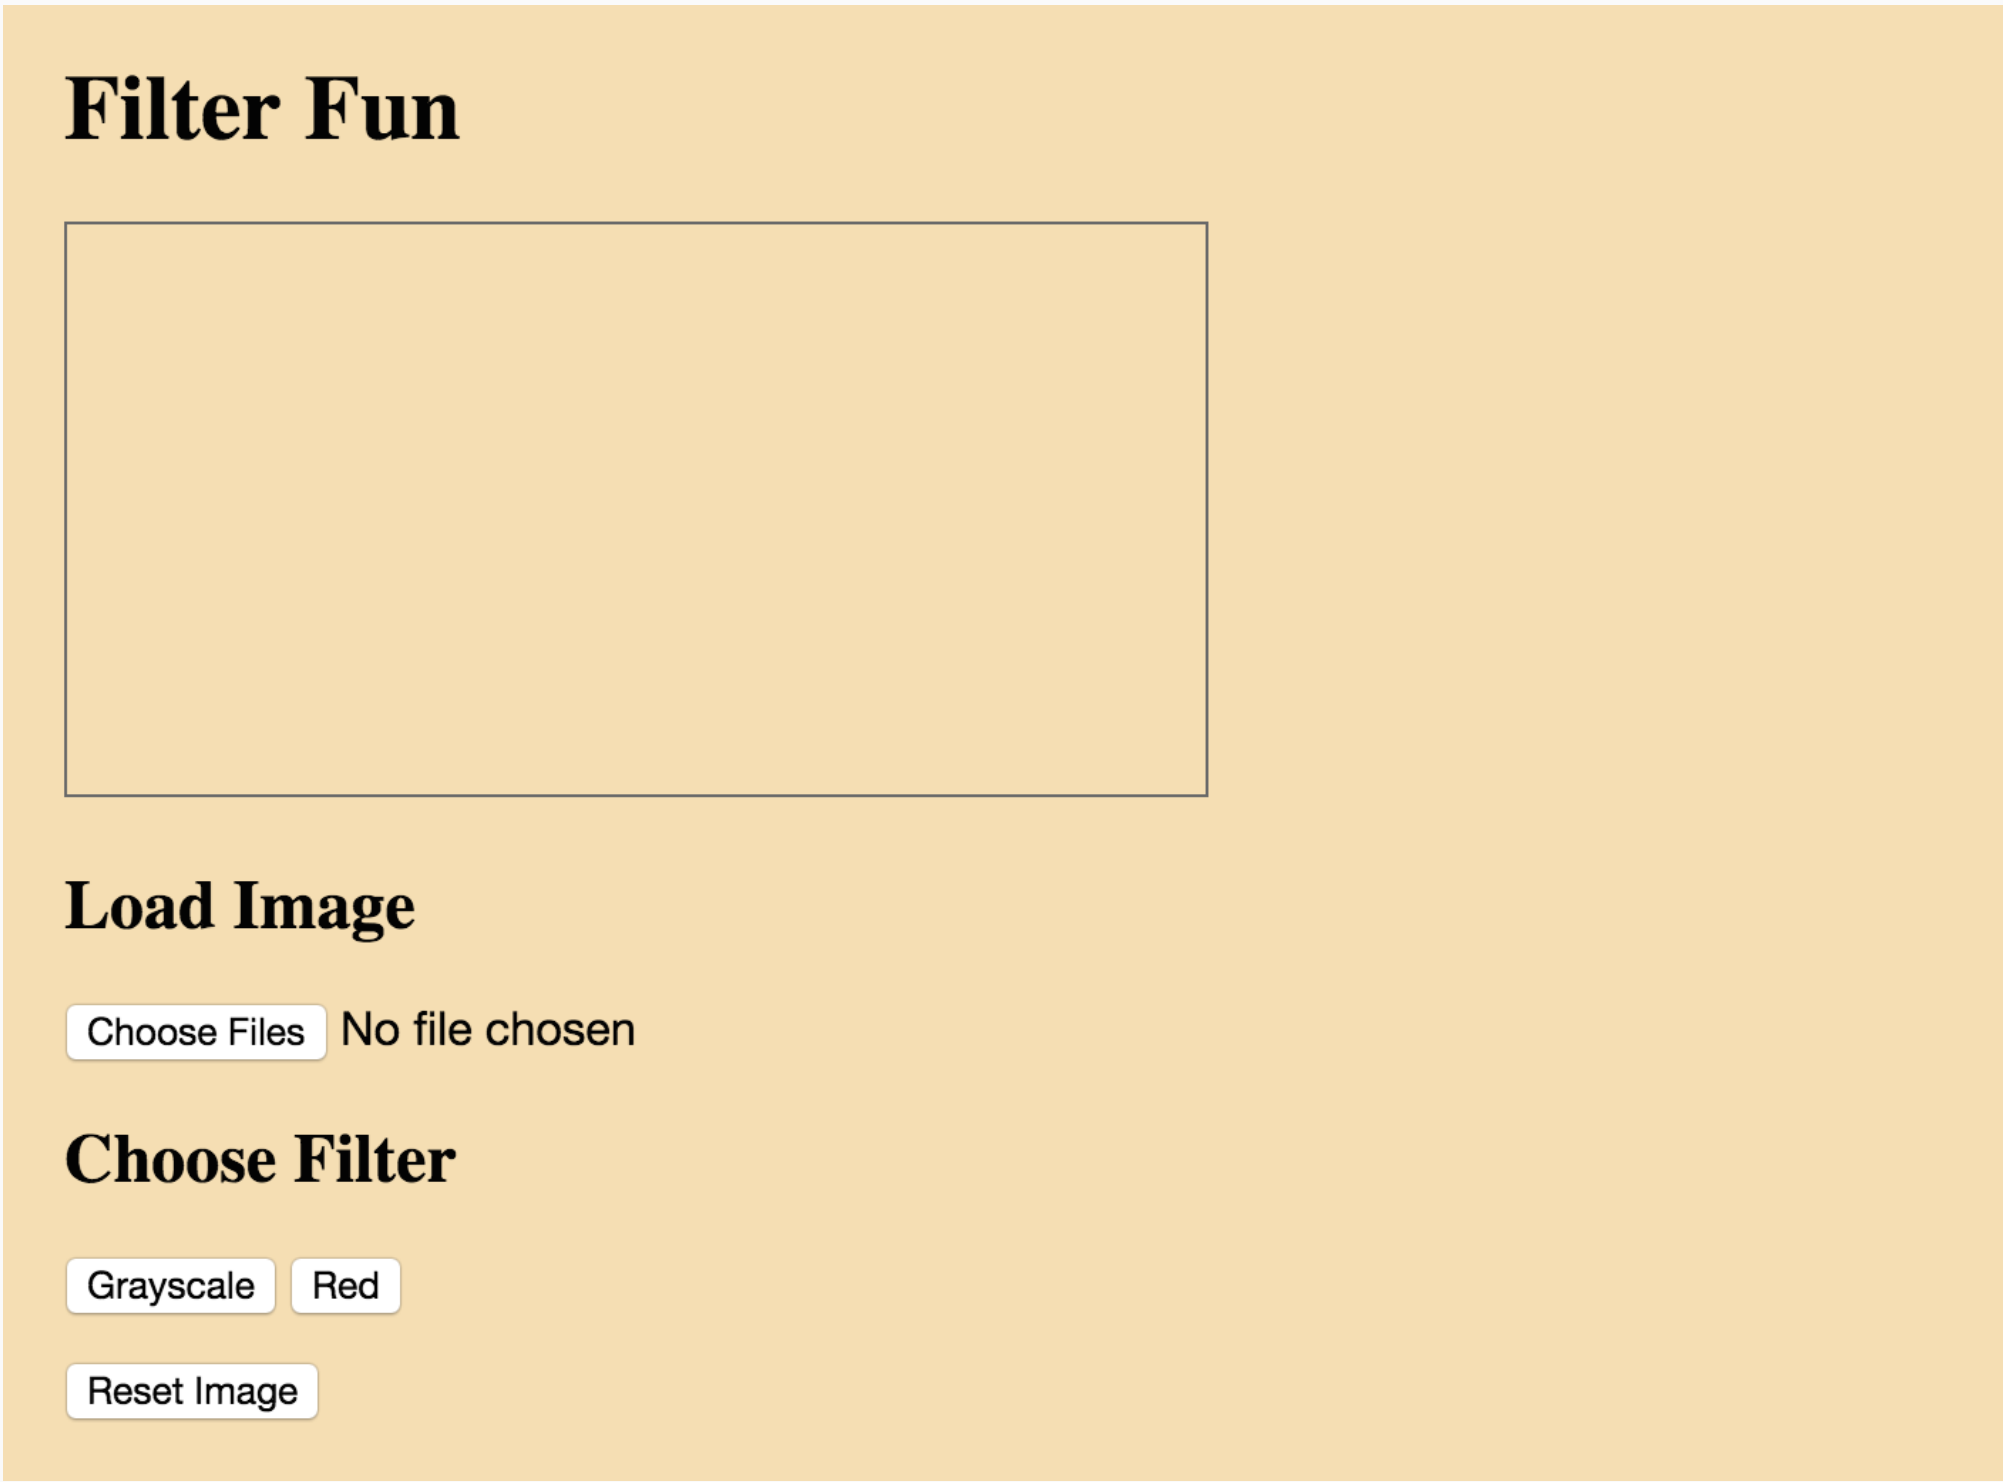 Filter Fun
Load Image
Choose Files No file chosen
Choose Filter
Grayscale Red
Reset Image